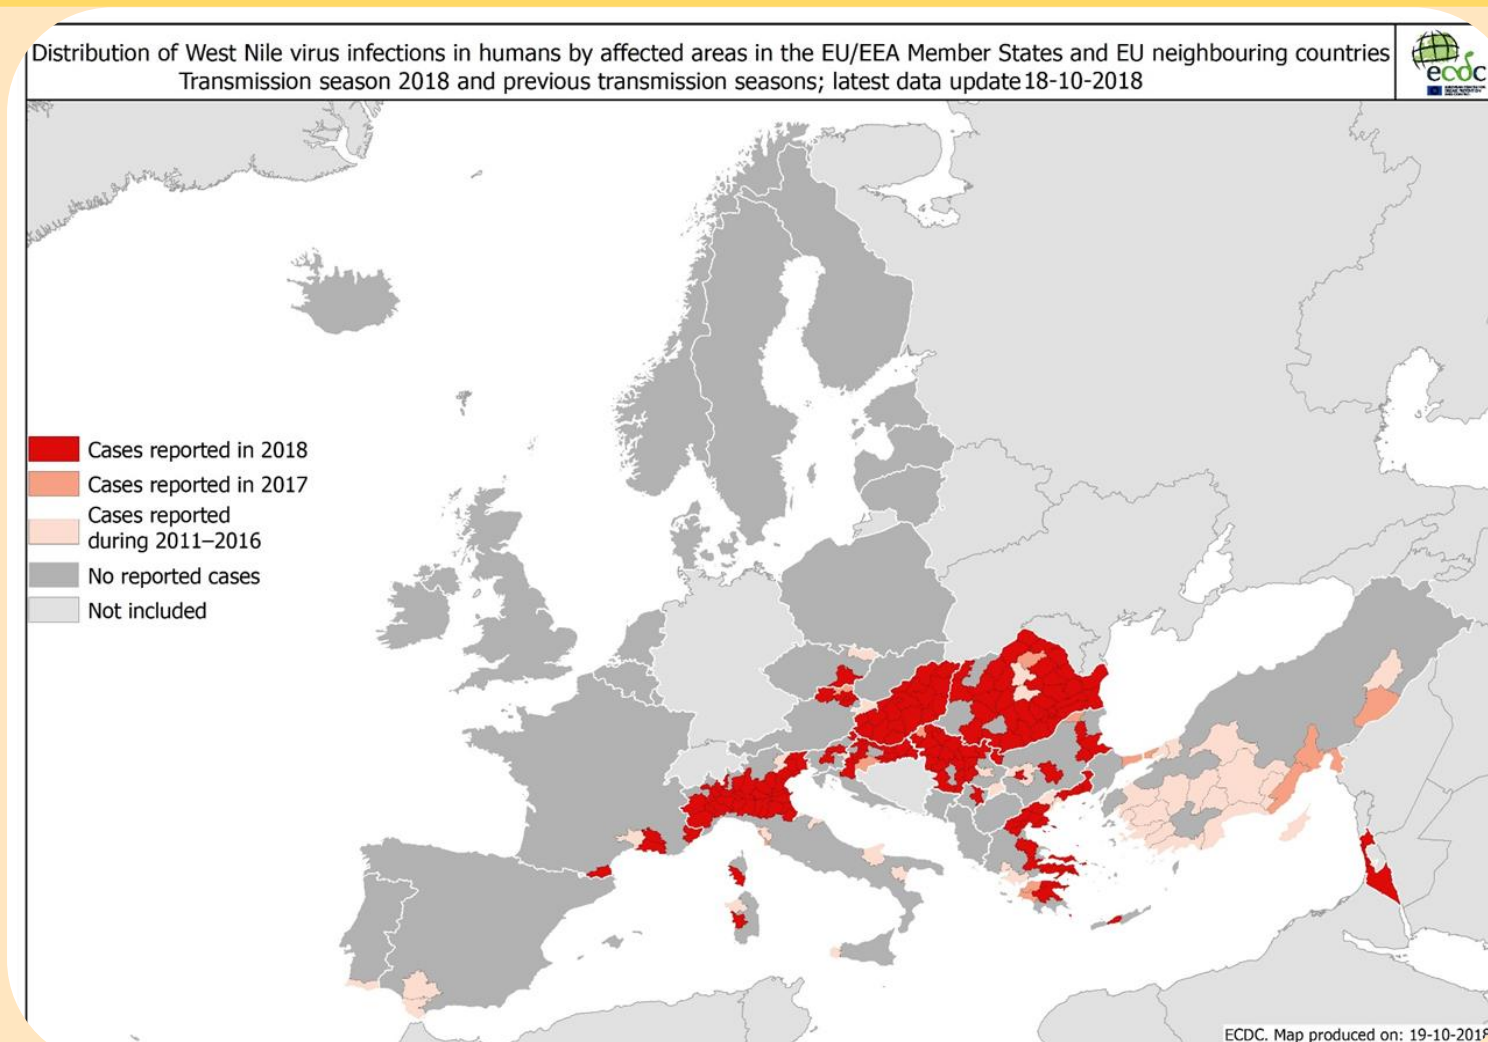 Distribution of West Nile virus infections in humans by affected areas in the EU/EEA Member States and EU neighbouring countries
Transmission season 2018 and previous transmission seasons; latest data update 18-10-2018
ecdc
Cases reported in 2018
Cases reported in 2017
Cases reported
during 2011–2016
No reported cases
Not included
ECDC. Map produced on: 19-10-2018